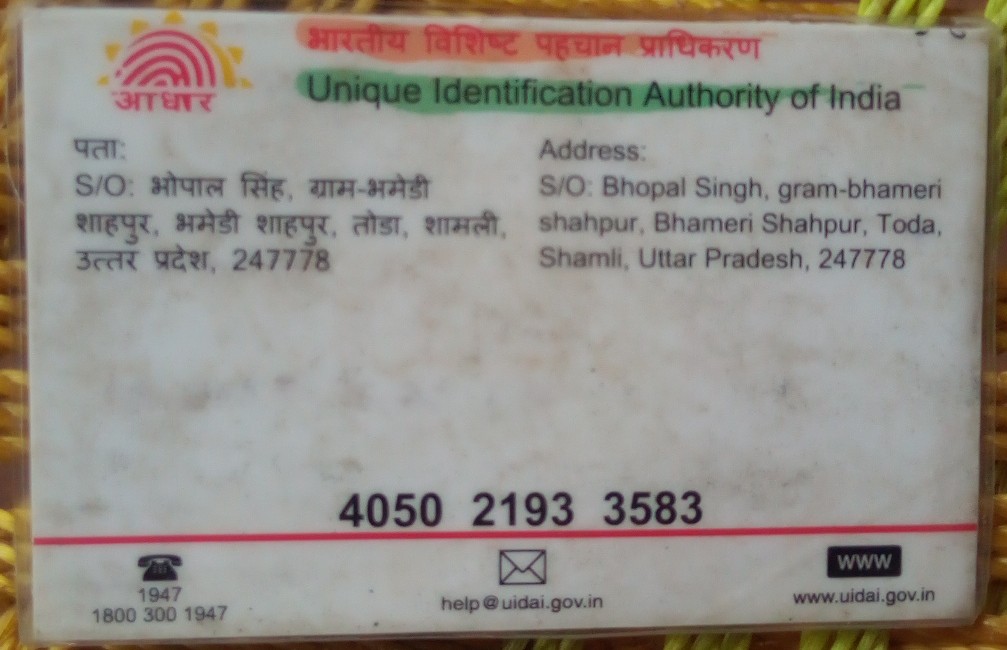 आधार
भारतीय विशिष्ट पहचान प्राधिकरण
Unique Identification Authority of India
पता:
S/O: भोपाल सिंह, ग्राम-भमेडी
शाहपुर, भमेडी शाहपुर, तोडा, शामली,
उत्तर प्रदेश, 247778
Address:
S/O: Bhopal Singh, gram-bhameri
shahpur, Bhameri Shahpur, Toda,
Shamli, Uttar Pradesh, 247778
4050 2193 3583
1947
1800 300 1947
help@uidai.gov.in
WWW
www.uidai.gov.in